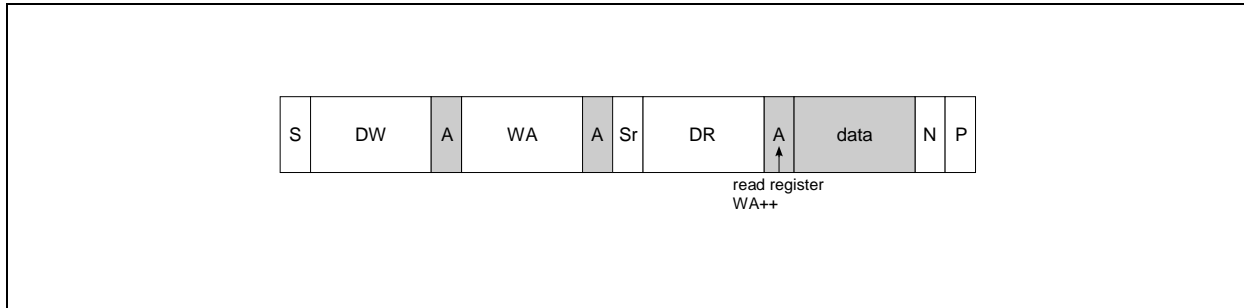 S DW A WA A Sr DR A data N P
read register
WA++